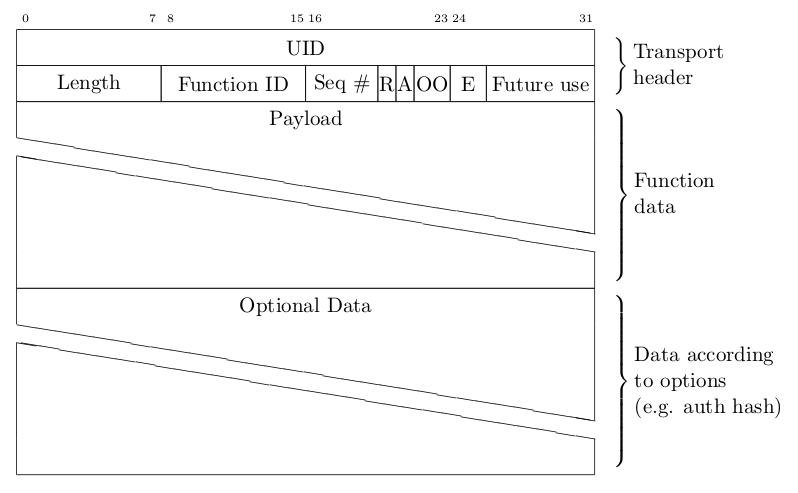 0 7 8 15 16 23 24 31
UID
Length Function ID Seq # R A OO E Future use
Transport
header
Payload
Function
data
Optional Data
Data according
to options
(e.g. auth hash)